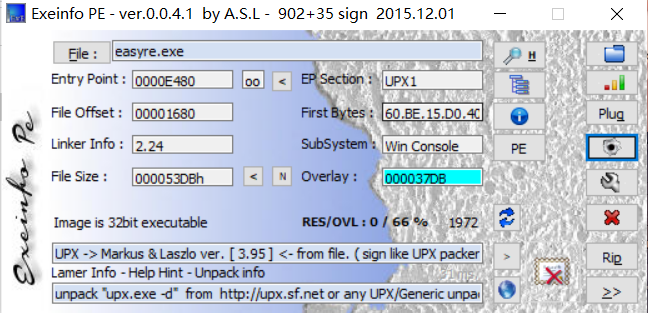 Exeinfo PE - ver.0.0.4.1 by A.S.L - 902+35 sign 2015.12.01
File : easyre.exe H
Entry Point : 0000E480 oo < EP Section : UPX1
File Offset : 00001680 First Bytes : 60.BE.15.D0.40 Plug
Linker Info : 2.24 SubSystem : Win Console PE
File Size : 000053DBh < N Overlay : 000037DB
Image is 32bit executable RES/OVL : 0 / 66 % 1972
UPX -> Markus & Laszlo ver. [ 3.95 ] <- from file. ( sign like UPX packer > Rip
Lamer Info - Help Hint - Unpack info
unpack "upx.exe -d" from http://upx.sf.net or any UPX/Generic unpa >>
Exeinfo Pe